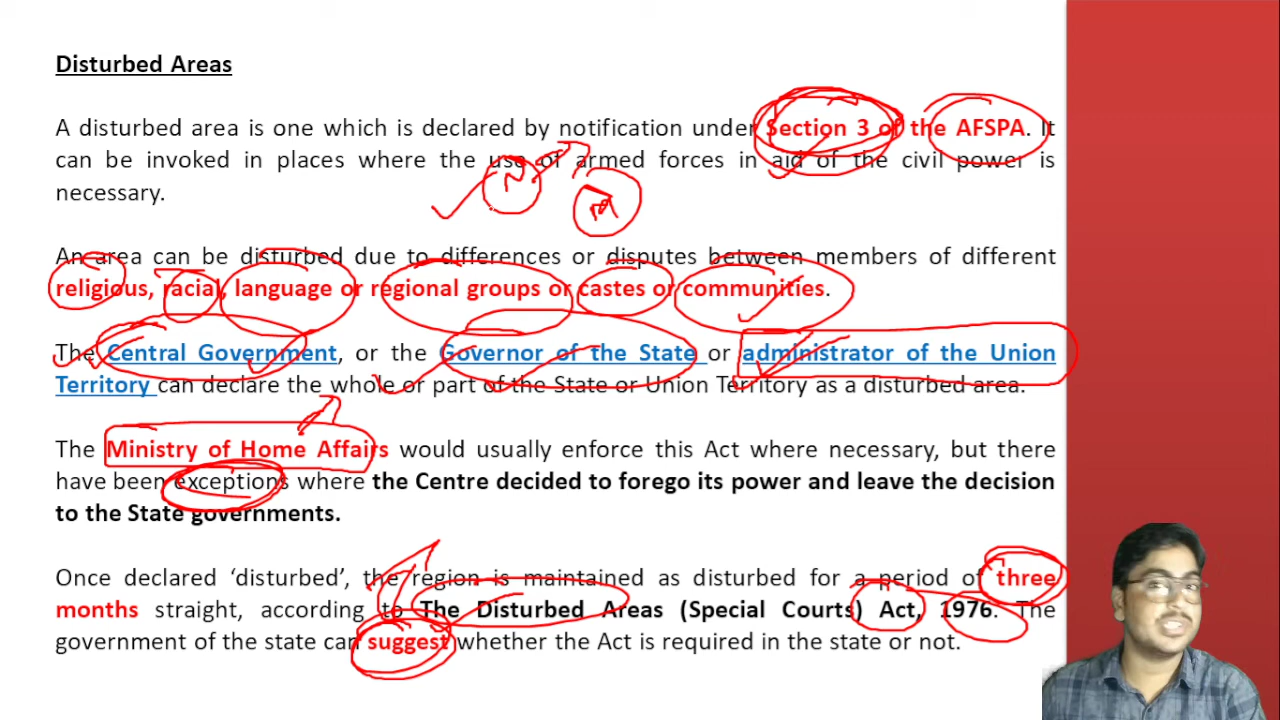 Disturbed Areas
A disturbed area is one which is declared by notification under Section 3 of the AFSPA. It
can be invoked in places where the use of armed forces in aid of the civil power is
necessary.
An area can be disturbed due to differences or disputes between members of different
religious, racial, language or regional groups or castes or communities.
The Central Government, or the Governor of the State or administrator of the Union
Territory can declare the whole or part of the State or Union Territory as a disturbed area.
The Ministry of Home Affairs would usually enforce this Act where necessary, but there
have been exceptions where the Centre decided to forego its power and leave the decision
to the State governments.
Once declared ‘disturbed’, the region is maintained as disturbed for a period of three
months straight, according to The Disturbed Areas (Special Courts) Act, 1976. The
government of the state can suggest whether the Act is required in the state or not.